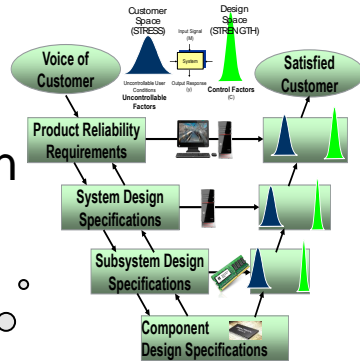 Customer
Space
(STRESS)
Design
Space
(STRENGTH)
Input Signal
(M)
System
Uncontrollable User
Conditions
Uncontrollable
Factors
Output Response
(y)
Control Factors
(C)
Voice of
Customer
Satisfied
Customer
Product Reliability
Requirements
n
System Design
Specifications
Subsystem Design
Specifications
Component
Design Specifications